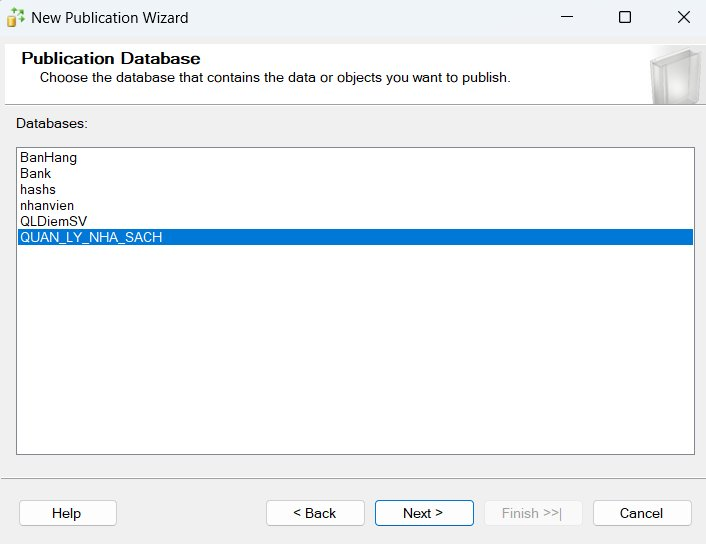 New Publication Wizard
Publication Database
Choose the database that contains the data or objects you want to publish.
Databases:
BanHang
Bank
hashs
nhanvien
QLDiemSV
QUAN_LY_NHA_SACH
Help
< Back
Next >
Finish >>|
Cancel